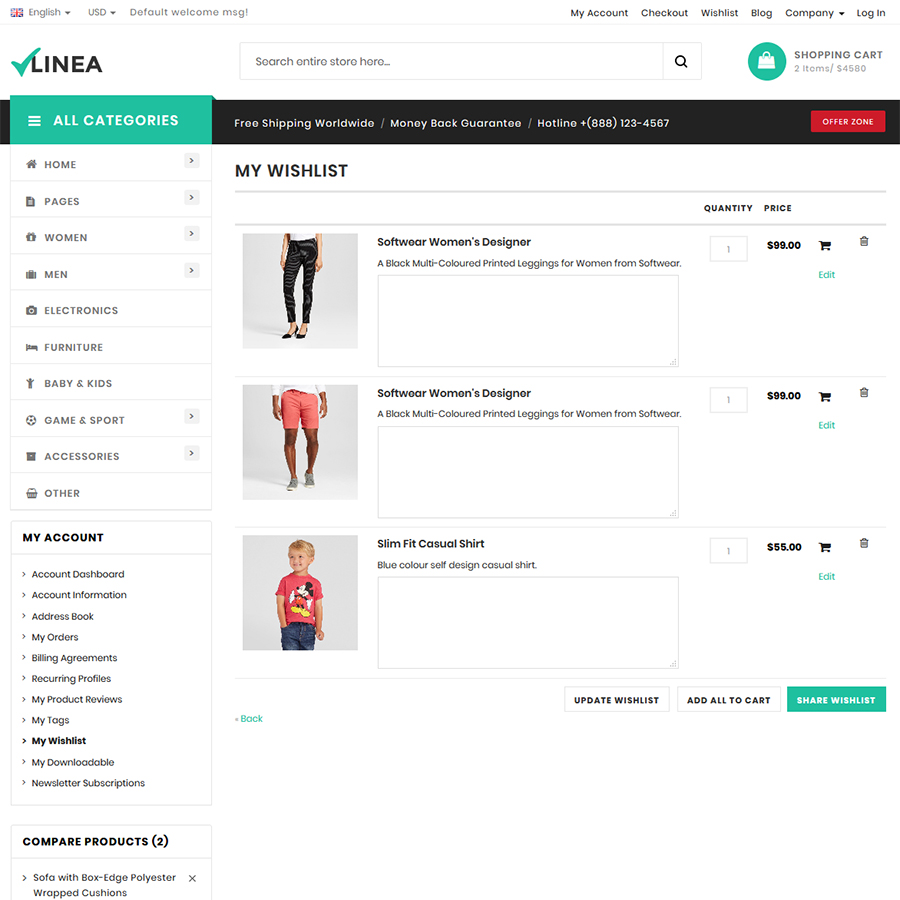 English USD Default welcome msg! My Account Checkout Wishlist Blog Company Log In
LINEA
Search entire store here...
SHOPPING CART
2 Items/ $4580
ALL CATEGORIES
Free Shipping Worldwide / Money Back Guarantee / Hotline +(888) 123-4567
OFFER ZONE
HOME
PAGES
WOMEN
MEN
ELECTRONICS
FURNITURE
BABY & KIDS
GAME & SPORT
ACCESSORIES
OTHER
MY ACCOUNT
Account Dashboard
Account Information
Address Book
My Orders
Billing Agreements
Recurring Profiles
My Product Reviews
My Tags
My Wishlist
My Downloadable
Newsletter Subscriptions
COMPARE PRODUCTS (2)
Sofa with Box-Edge Polyester
Wrapped Cushions
MY WISHLIST
QUANTITY PRICE
Softwear Women's Designer
A Black Multi-Coloured Printed Leggings for Women from Softwear.
1 $99.00
Edit
Softwear Women's Designer
A Black Multi-Coloured Printed Leggings for Women from Softwear.
1 $99.00
Edit
Slim Fit Casual Shirt
Blue colour self design casual shirt.
1 $55.00
Edit
UPDATE WISHLIST ADD ALL TO CART SHARE WISHLIST
« Back